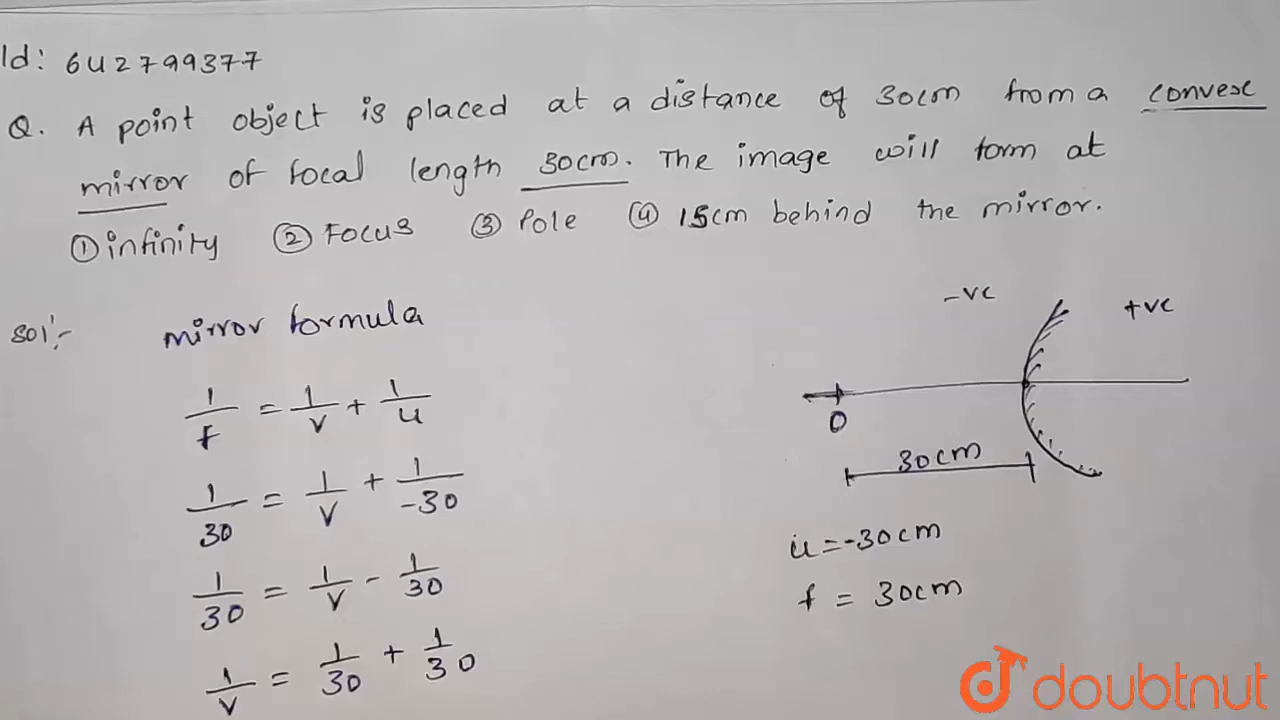 Id: 642799377
Q. A point object is placed at a distance of 30cm from a convex
mirror of focal length 30cm. The image will form at
① infinity ② Focus ③ Pole ④ 15cm behind the mirror.
Sol:-
mirror formula
1/f = 1/v + 1/u
1/30 = 1/v + 1/-30
1/30 = 1/v - 1/30
1/v = 1/30 + 1/30
-ve
+ve
O
30cm
u=-30cm
f = 30cm
doubtnut